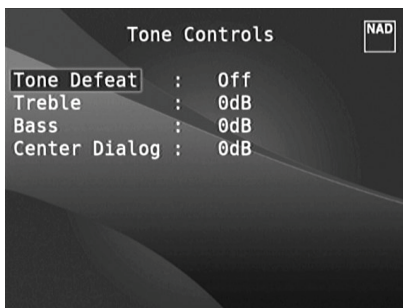 Tone Controls
NAD
Tone Defeat : Off
Treble : 0dB
Bass : 0dB
Center Dialog : 0dB